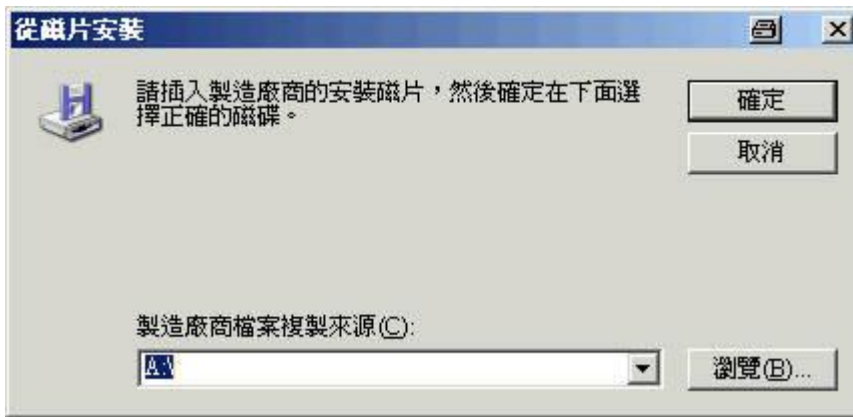 從磁片安裝
請插入製造廠商的安裝磁片，然後確定在下面選
擇正確的磁碟。
確定
取消
製造廠商檔案複製來源(C):
A:\
瀏覽(B)...